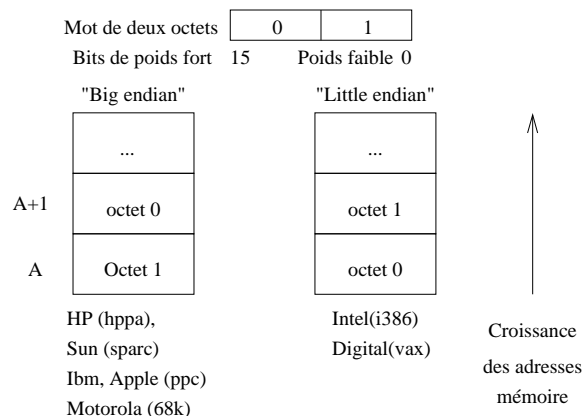 Mot de deux octets 0 1
Bits de poids fort 15 Poids faible 0
"Big endian" "Little endian"
... ...
A+1 octet 0 octet 1
A Octet 1 octet 0
HP (hppa), Intel(i386)
Sun (sparc) Digital(vax)
Ibm, Apple (ppc)
Motorola (68k)
Croissance
des adresses
mémoire